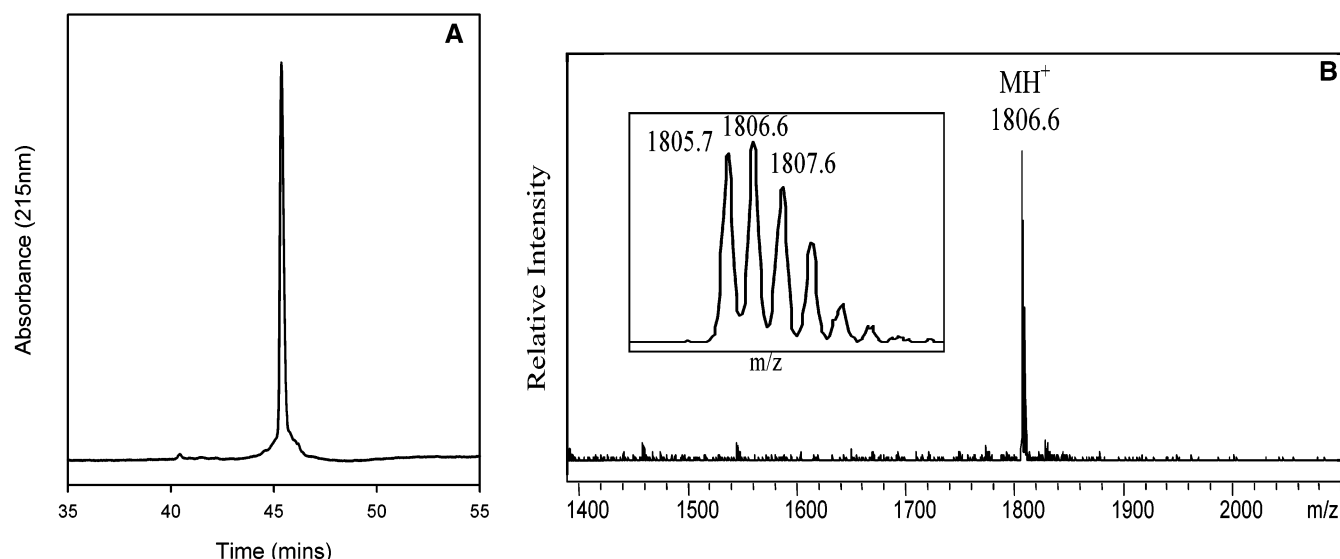 A
Absorbance (215nm)
35 40 45 50 55
Time (mins)
B
MH+
1806.6
1805.7
1806.6
1807.6
m/z
Relative Intensity
1400 1500 1600 1700 1800 1900 2000 m/z